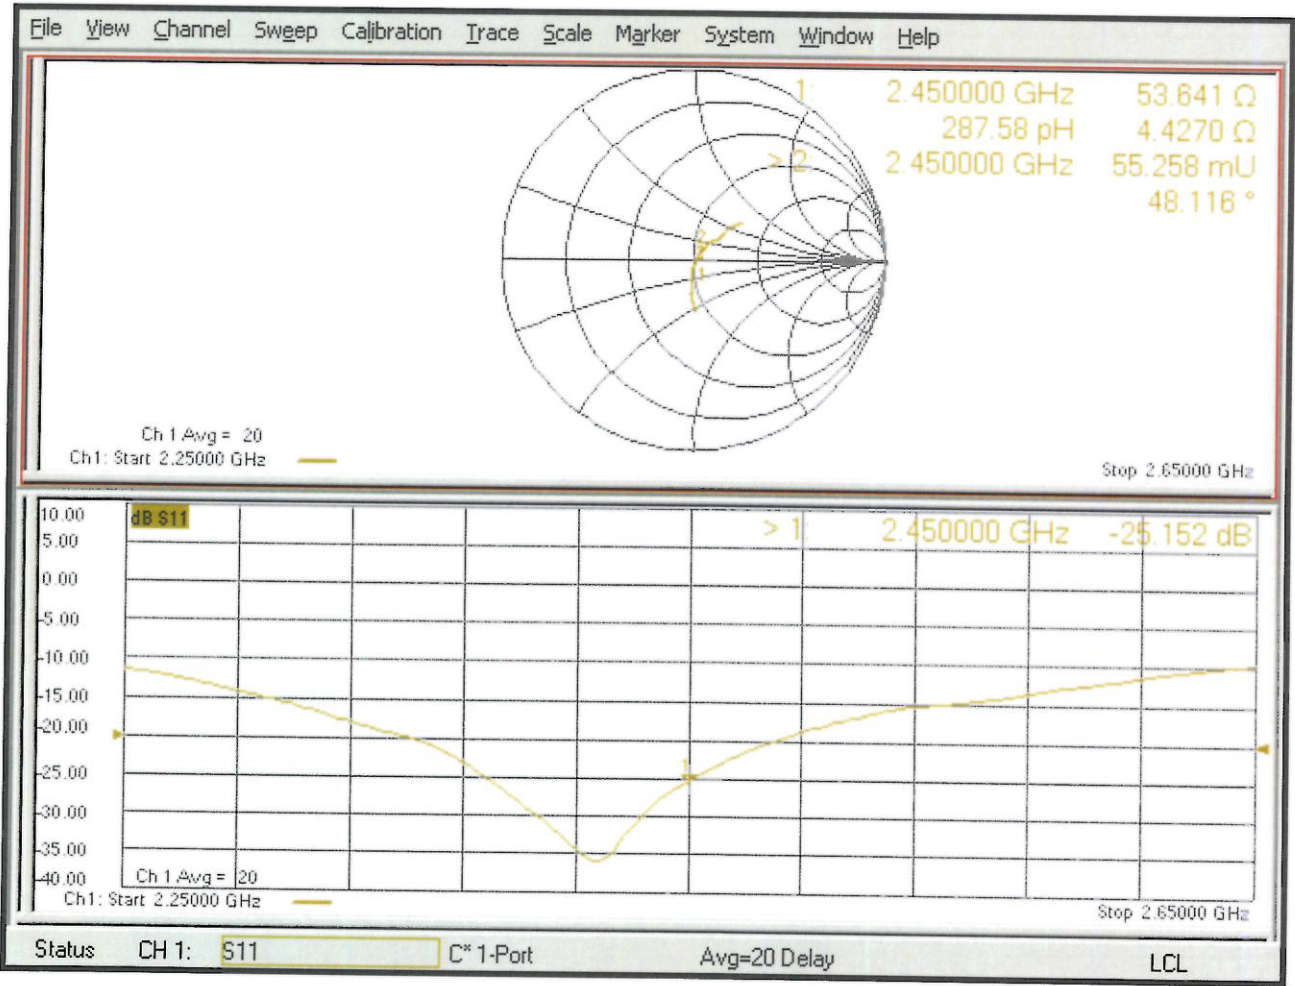 File View Channel Sweep Calibration Trace Scale Marker System Window Help
1: 2.450000 GHz 53.641 Ω
287.58 pH 4.4270 Ω
> 2: 2.450000 GHz 55.258 mU
48.116 °
2
1
Ch 1 Avg = 20
Ch1: Start 2.25000 GHz
Stop 2.65000 GHz
10.00
dB S11
> 1: 2.450000 GHz -25.152 dB
5.00
0.00
-5.00
-10.00
-15.00
-20.00
-25.00
1
-30.00
-35.00
-40.00
Ch 1 Avg = 20
Ch1: Start 2.25000 GHz
Stop 2.65000 GHz
Status CH 1: S11 C* 1-Port Avg=20 Delay LCL